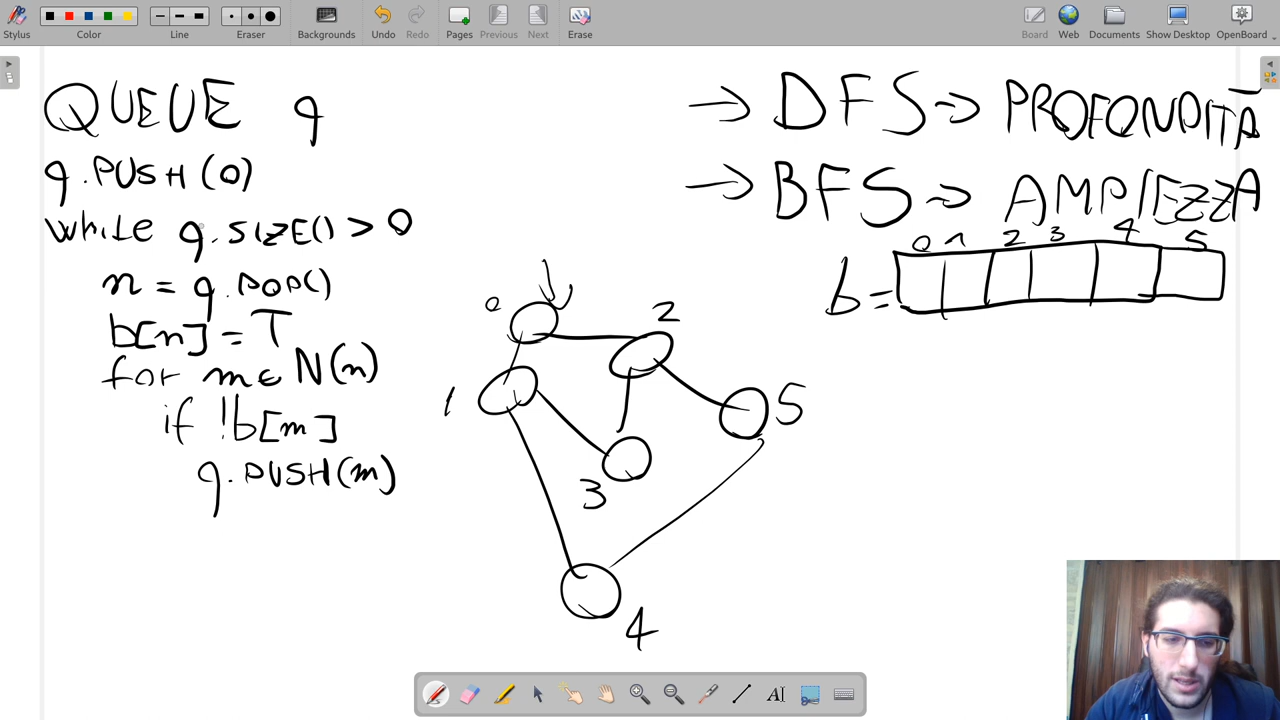 Stylus
Color
Line
Eraser
Backgrounds
Undo
Redo
Pages
Previous
Next
Erase
Board
Web
Documents
Show Desktop
OpenBoard
QUEUE q
q.PUSH(0)
while q.SIZE() > 0
n = q.POP()
b[n] = T
for m ∈ N(n)
if !b[m]
q.PUSH(m)
→ DFS → PROFONDITÀ
→ BFS → AMPIEZZA
0 1 2 3 4 5
b =
0
2
1
5
3
4
AI